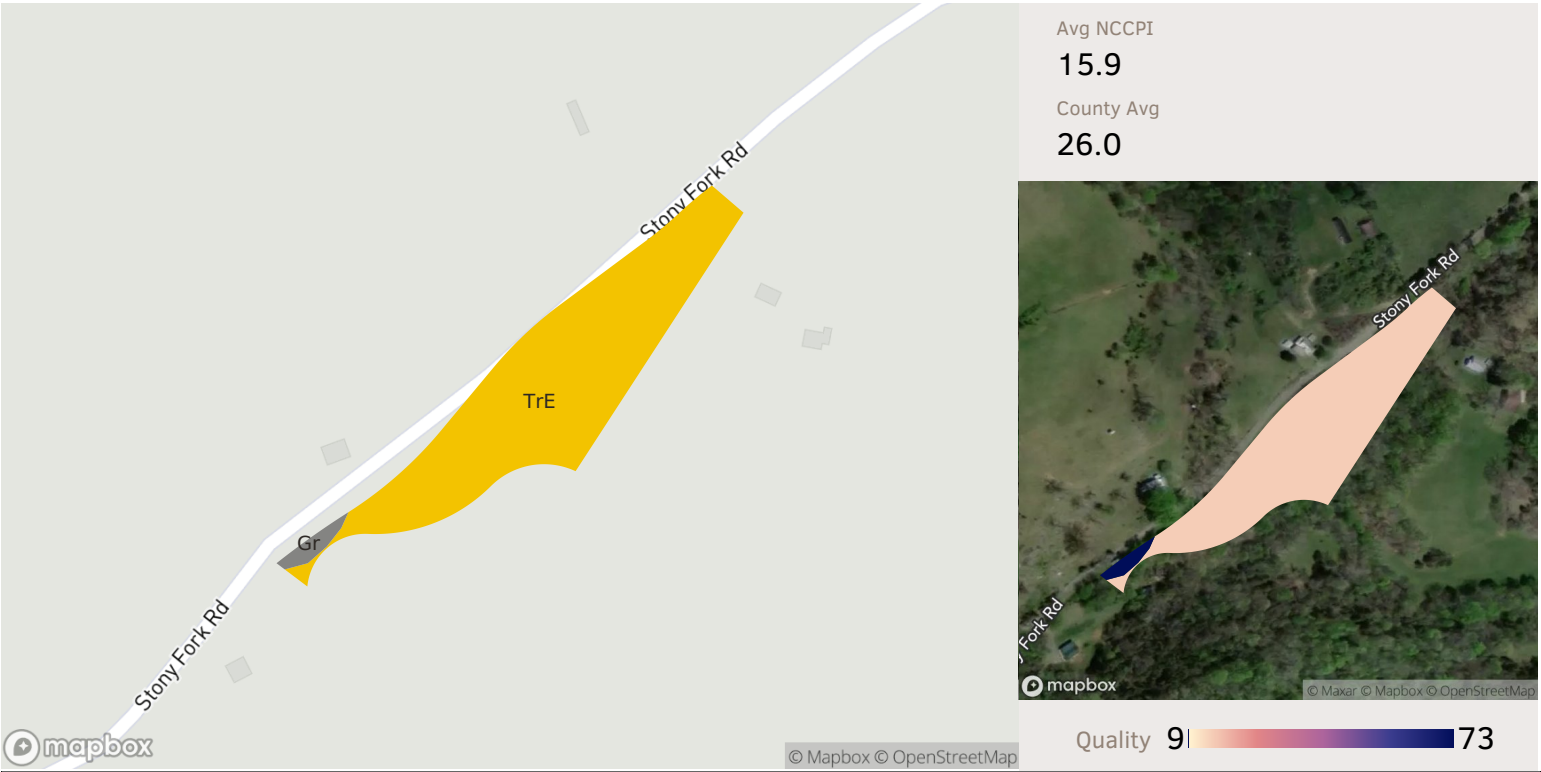 Stony Fork Rd
TrE
Gr
Stony Fork Rd
mapbox
© Mapbox © OpenStreetMap
Avg NCCPI
15.9
County Avg
26.0
Stony Fork Rd
y Fork Rd
mapbox
© Maxar © Mapbox © OpenStreetMap
Quality 9 73